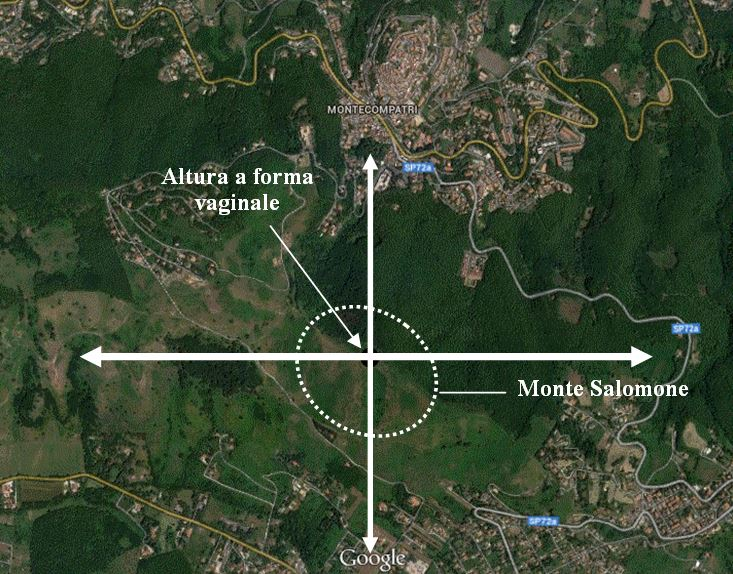 MONTECOMPATRI
SP72a
Altura a forma
vaginale
SP72a
Monte Salomone
SP72a
Google